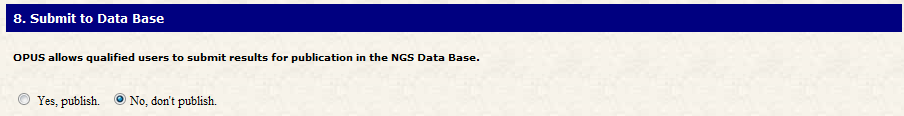 8. Submit to Data Base
OPUS allows qualified users to submit results for publication in the NGS Data Base.
Yes, publish. No, don't publish.